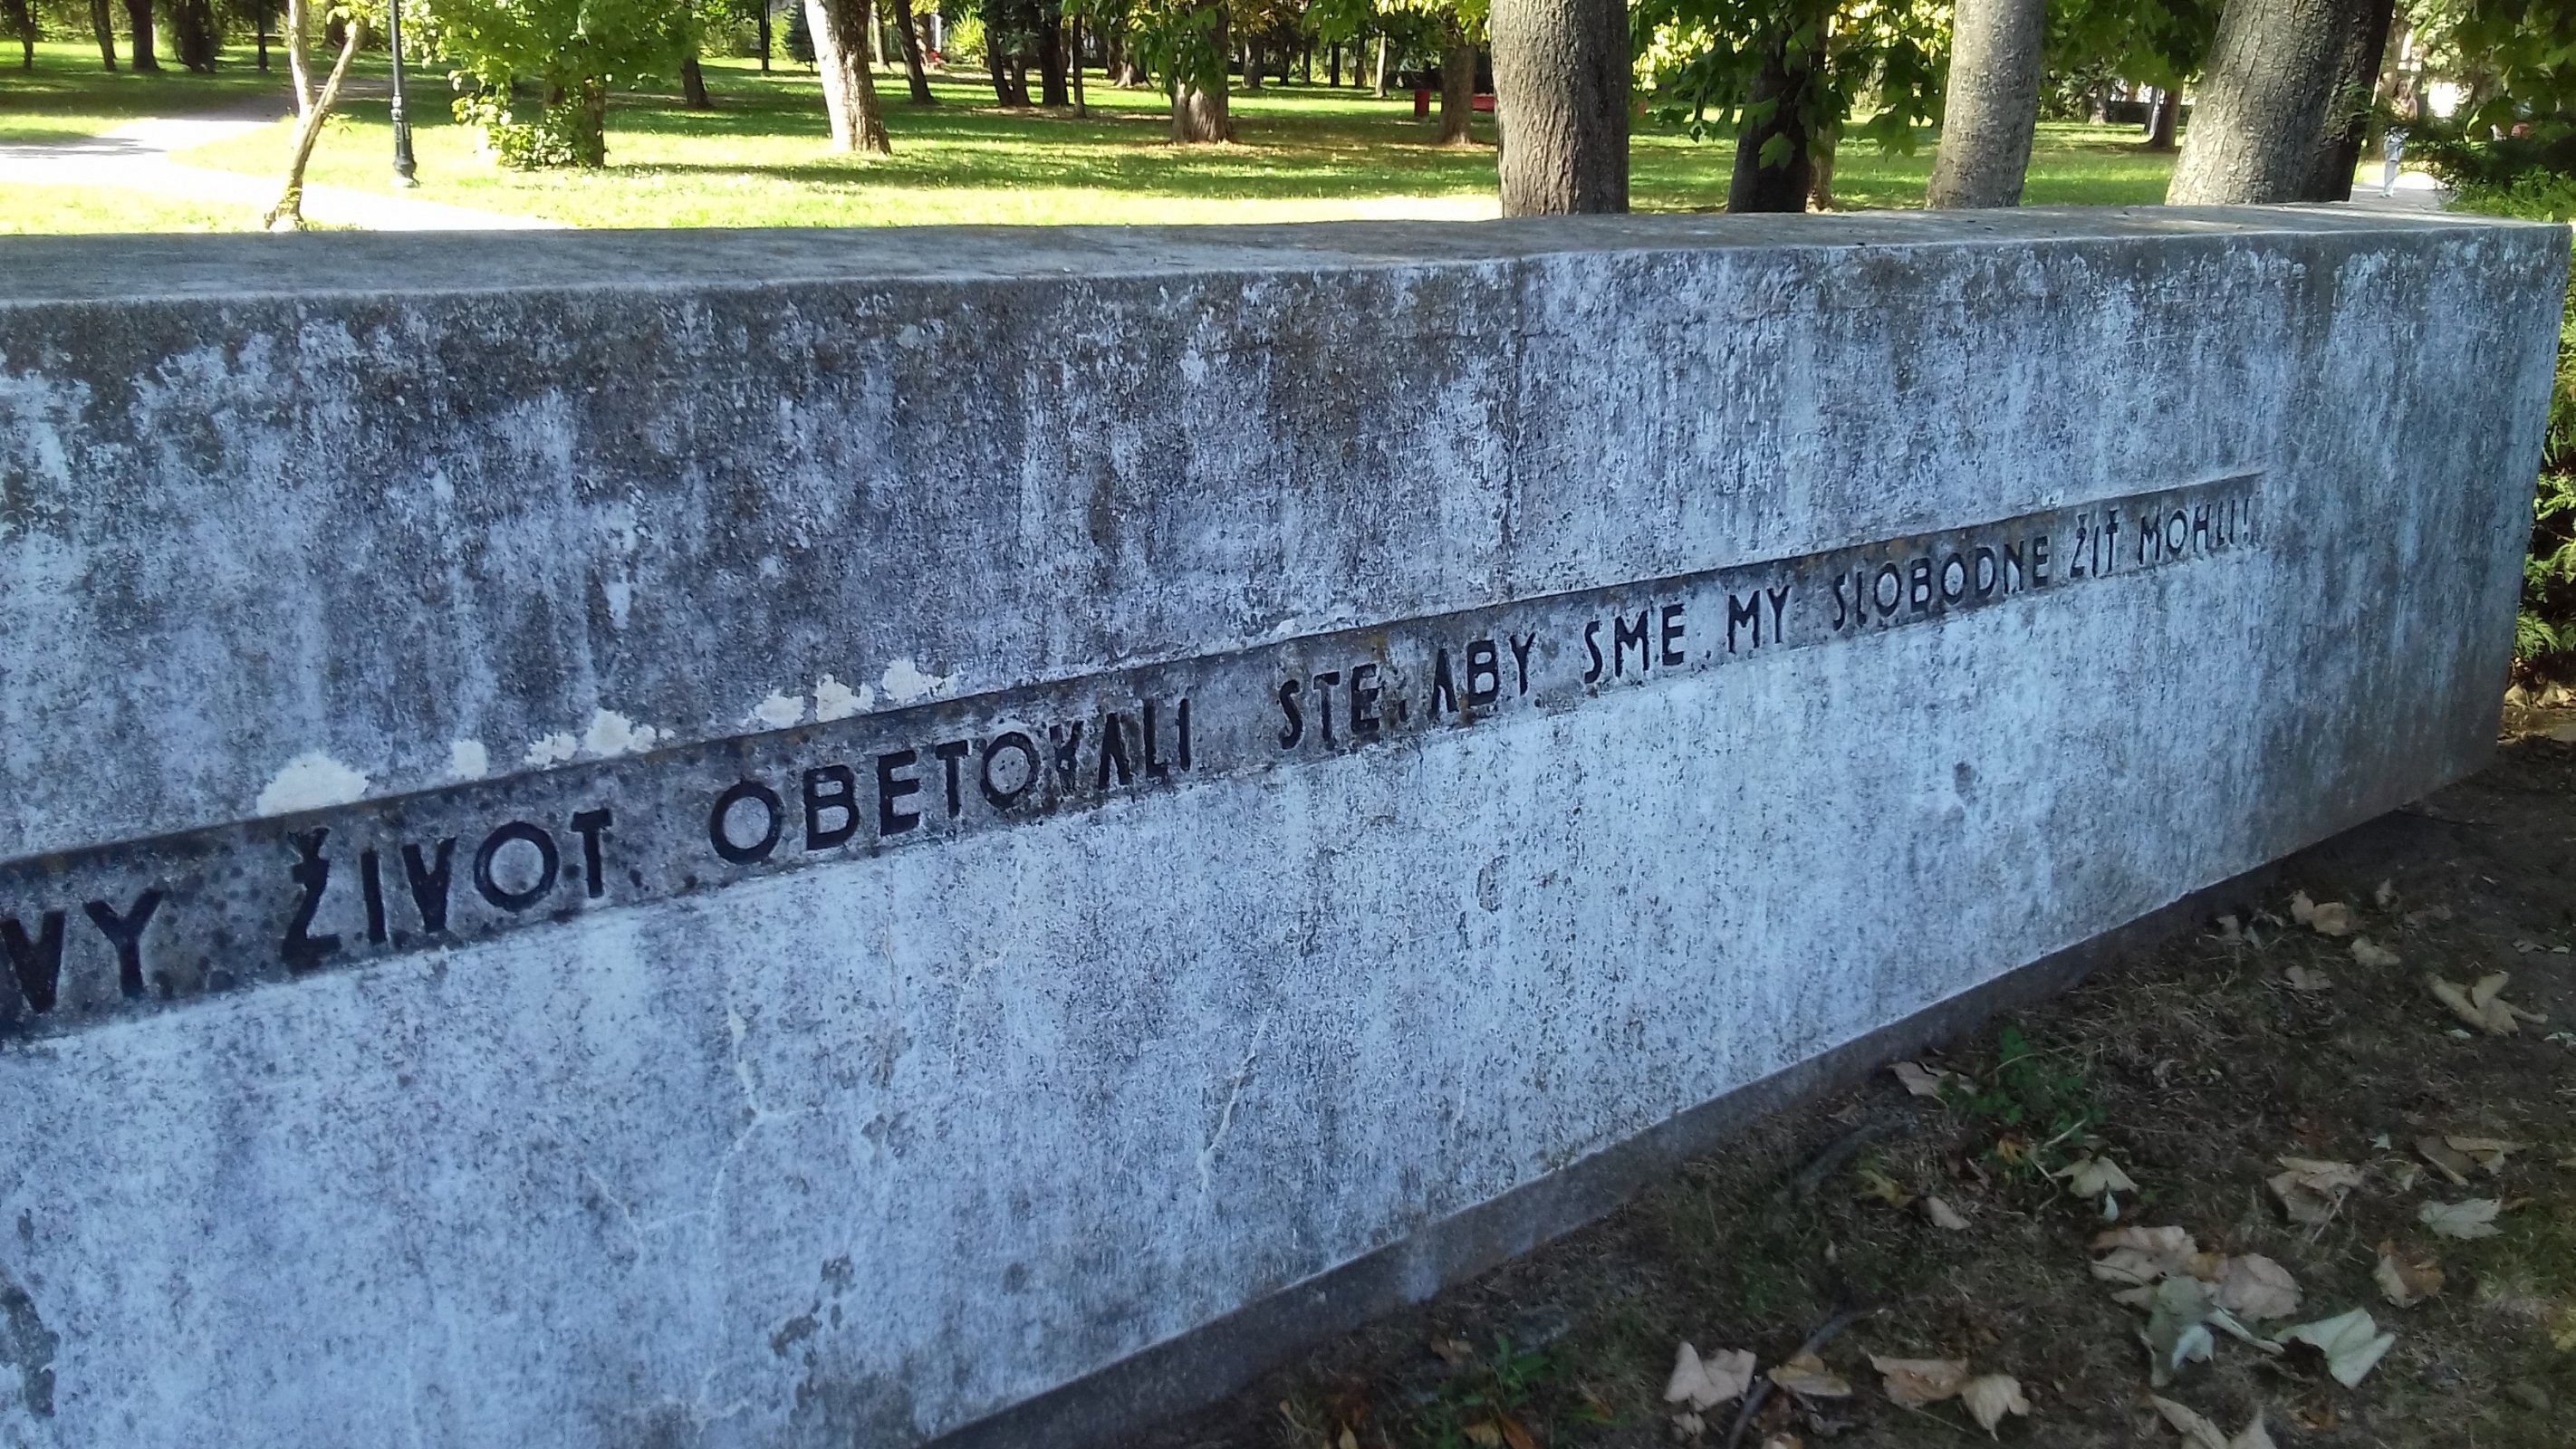 VY ŽIVOT OBETOVALI STE, ABY SME MY SLOBODNE ŽIŤ MOHLI!